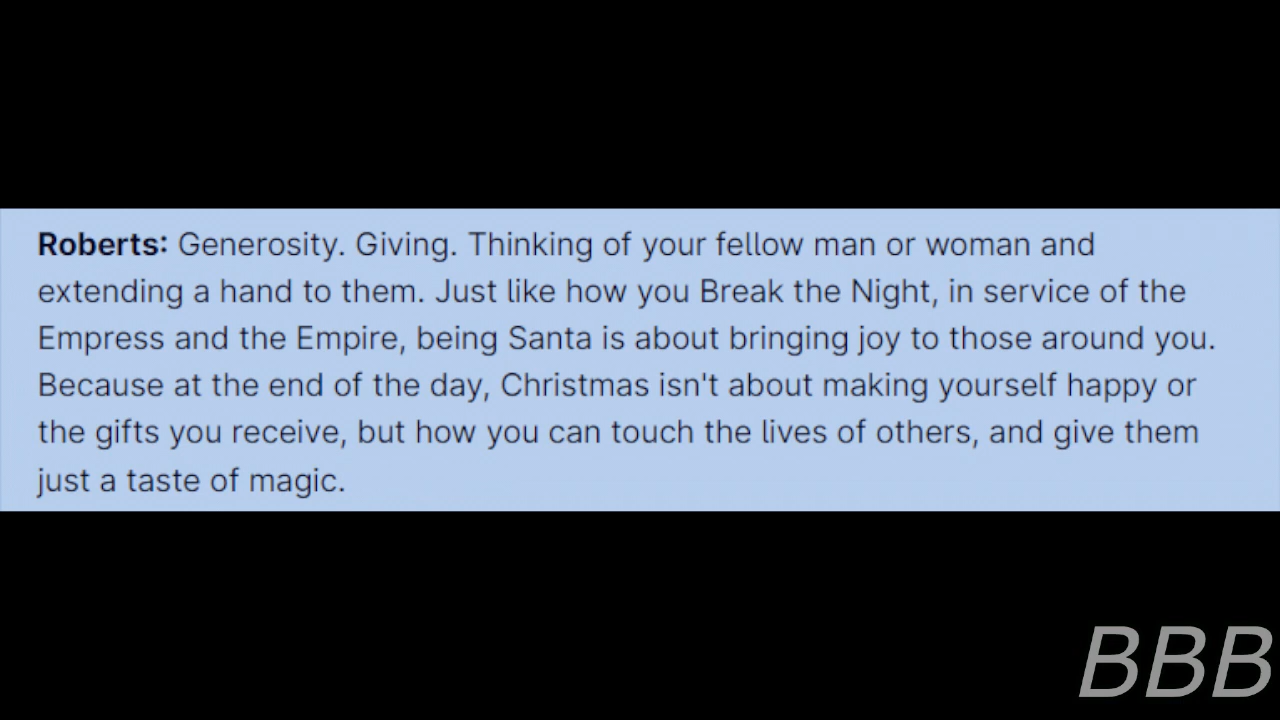 Roberts: Generosity. Giving. Thinking of your fellow man or woman and
extending a hand to them. Just like how you Break the Night, in service of the
Empress and the Empire, being Santa is about bringing joy to those around you.
Because at the end of the day, Christmas isn't about making yourself happy or
the gifts you receive, but how you can touch the lives of others, and give them
just a taste of magic.
BBB